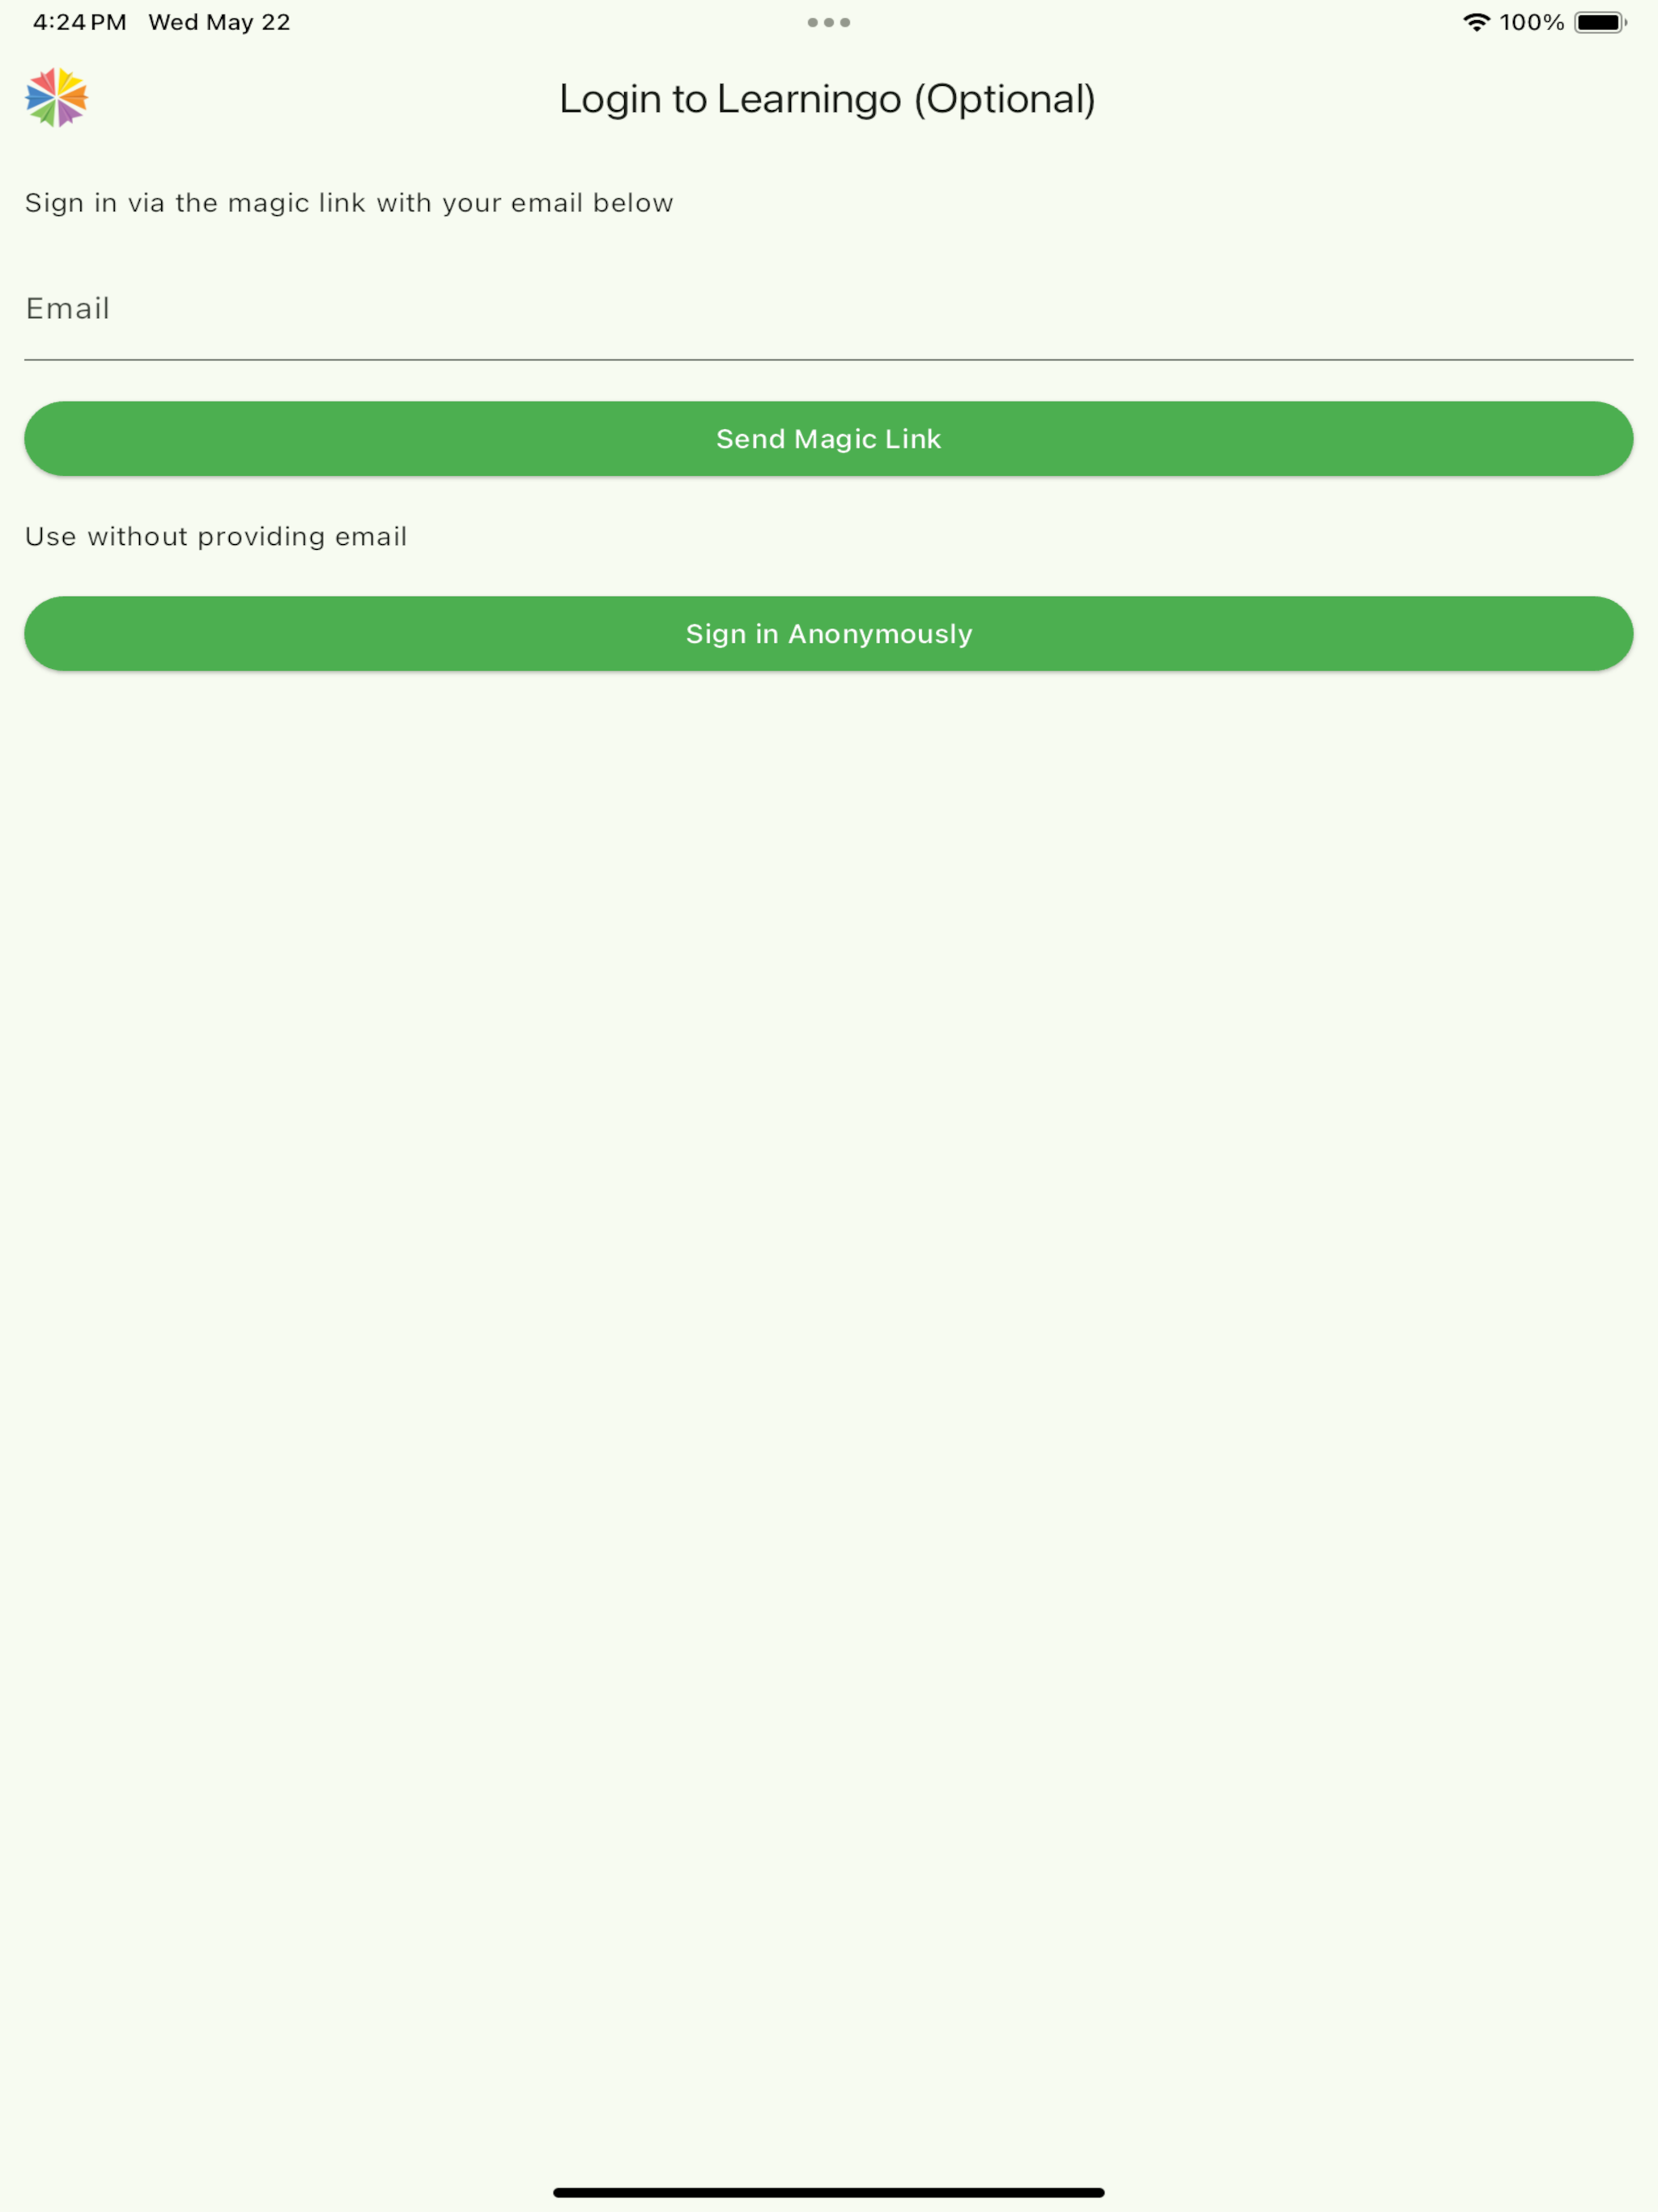 4:24 PM Wed May 22 100%
Login to Learningo (Optional)
Sign in via the magic link with your email below
Email
Send Magic Link
Use without providing email
Sign in Anonymously